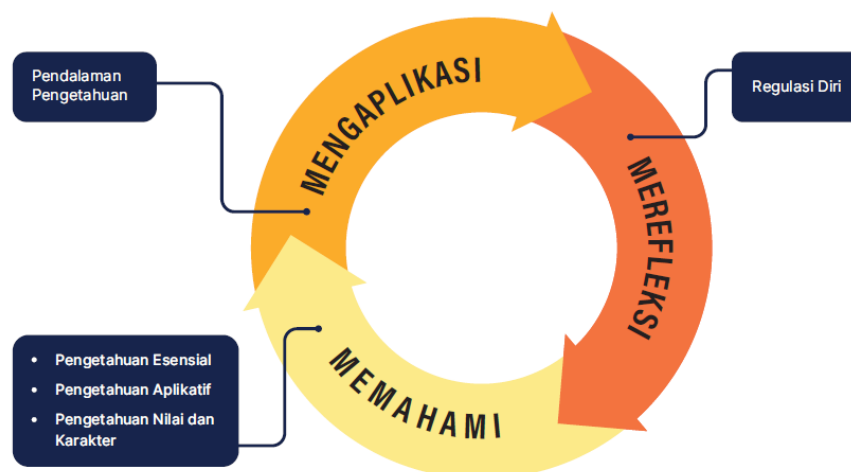 Pendalaman
Pengetahuan
MENGAPLIKASI
Regulasi Diri
MEREFLEKSI
• Pengetahuan Esensial
• Pengetahuan Aplikatif
• Pengetahuan Nilai dan
Karakter
MEMAHAMI